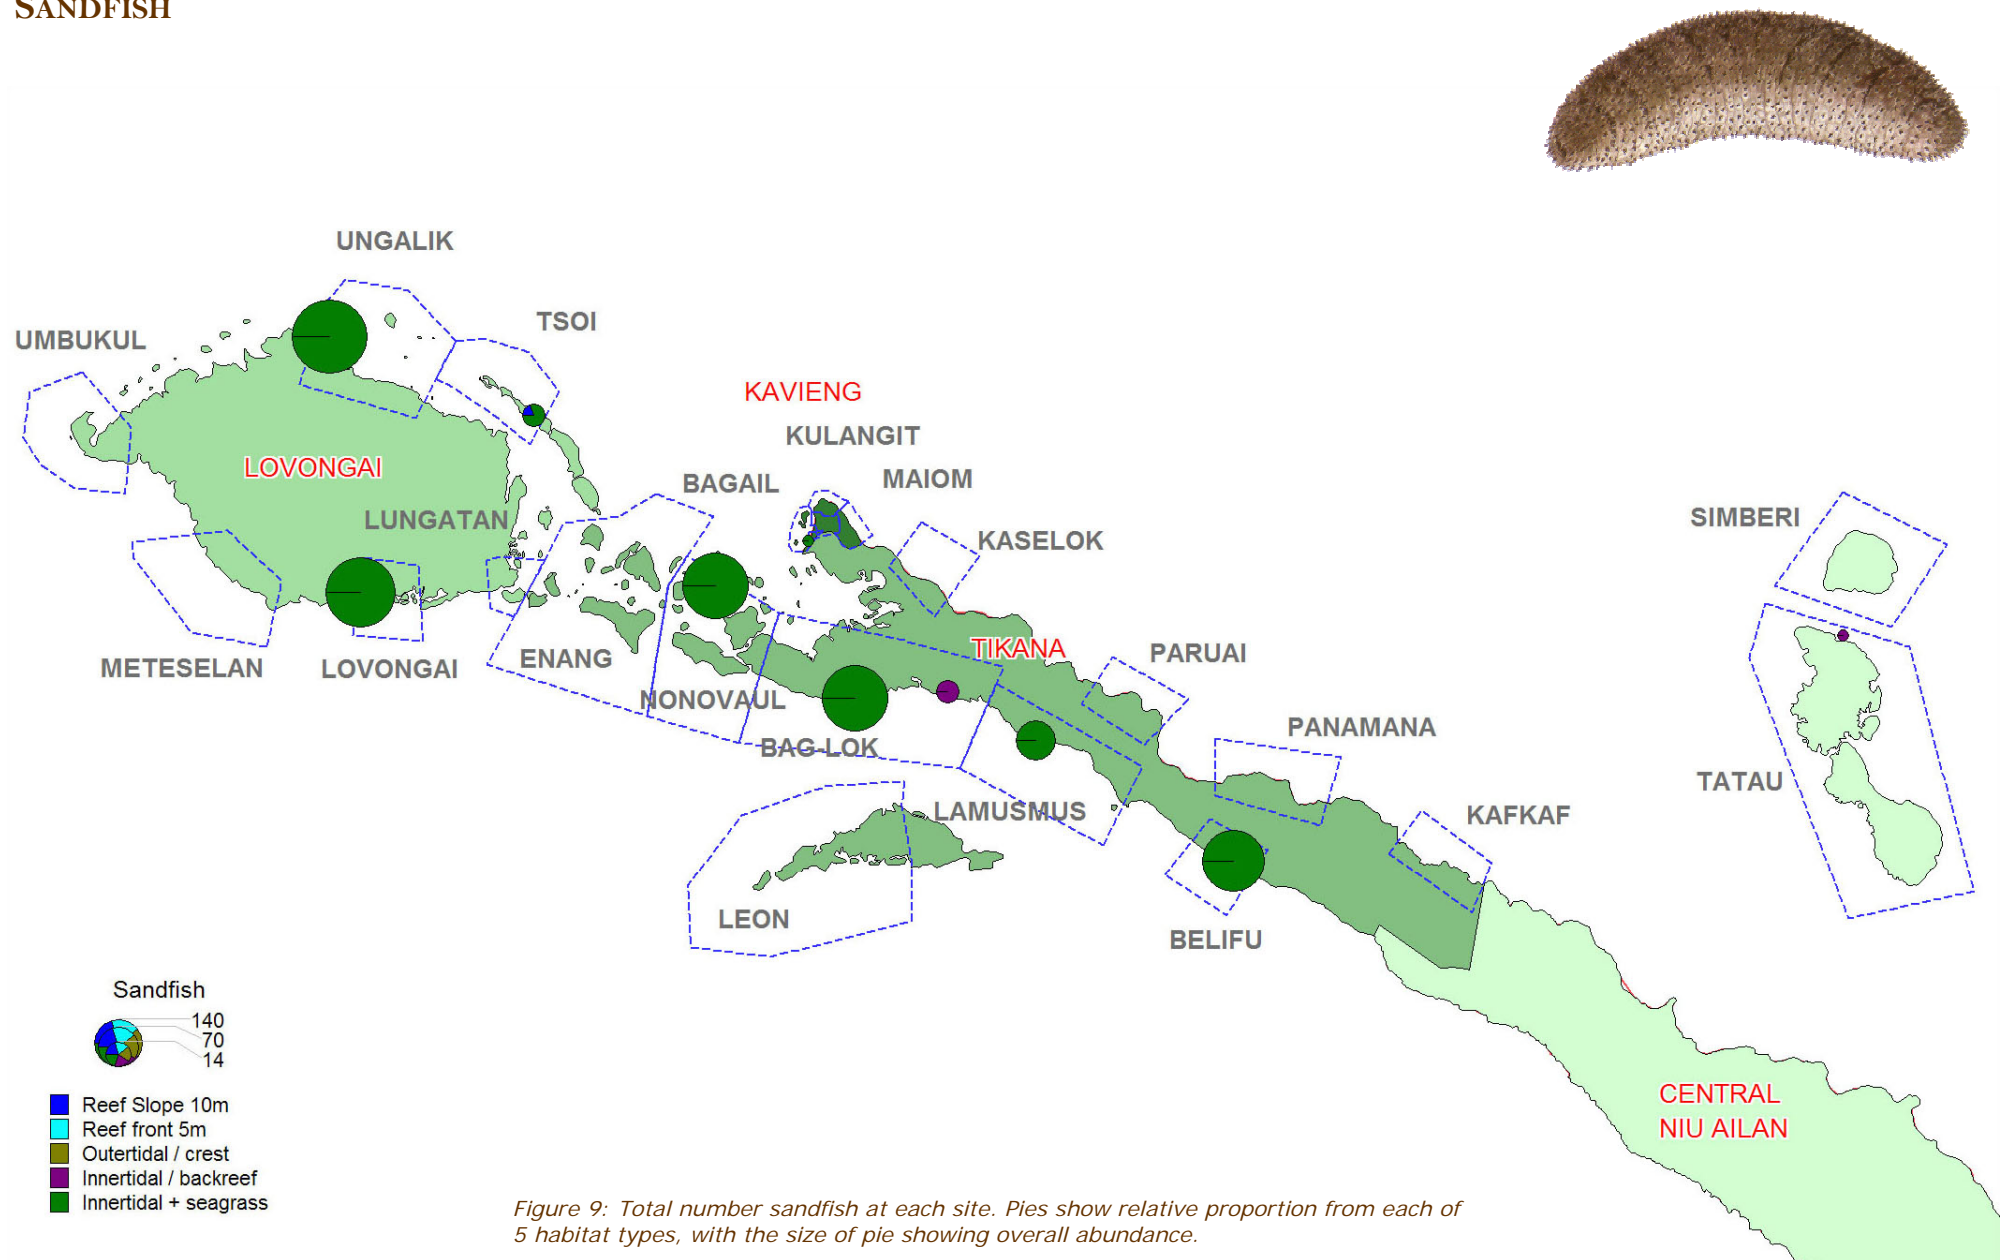 SANDFISH
UNGALIK
TSOI
UMBUKUL
KAVIENG
KULANGIT
LOVONGAI
BAGAIL
MAIOM
LUNGATAN
KASELOK
SIMBERI
METESELAN
LOVONGAI
ENANG
TIKANA
PARUAI
NONOVAUL
BAG-LOK
PANAMANA
TATAU
LAMUSMUS
KAFKAF
LEON
BELIFU
Sandfish
140
70
14
Reef Slope 10m
Reef front 5m
Outertidal / crest
Innertidal / backreef
Innertidal + seagrass
CENTRAL
NIU AILAN
Figure 9: Total number sandfish at each site. Pies show relative proportion from each of
5 habitat types, with the size of pie showing overall abundance.